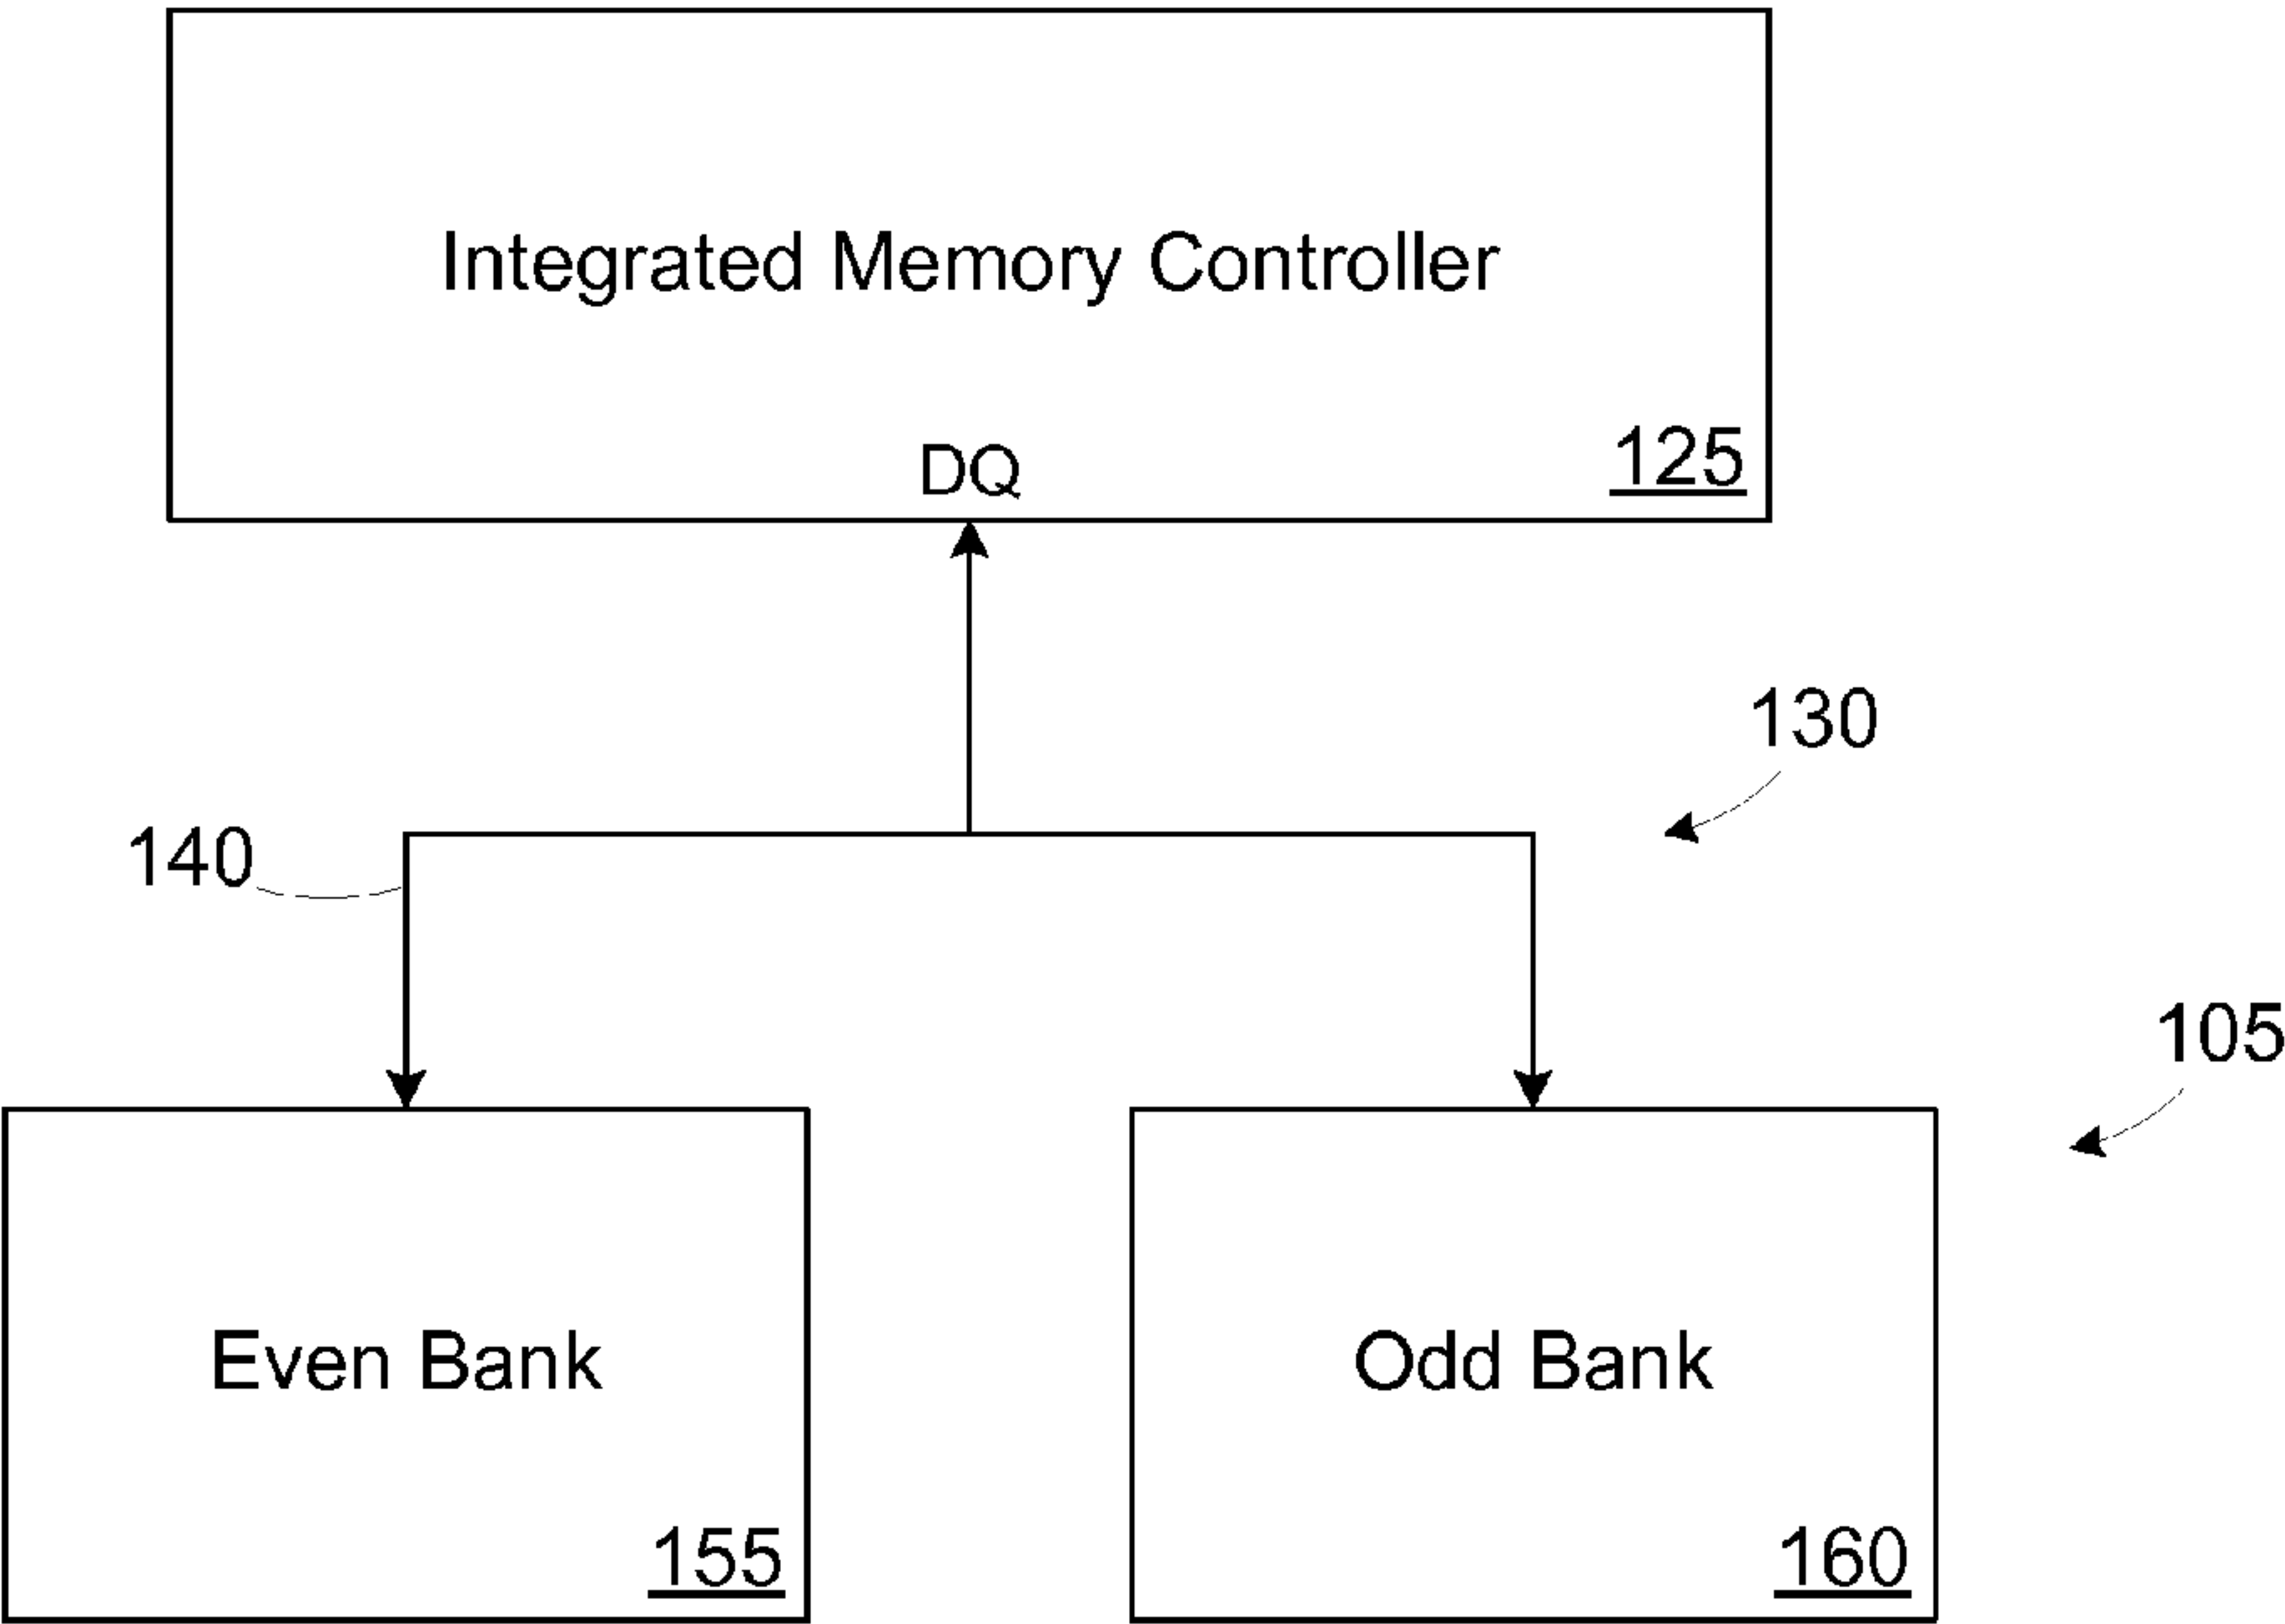 Integrated Memory Controller
DQ
125
130
140
105
Even Bank
Odd Bank
155
160